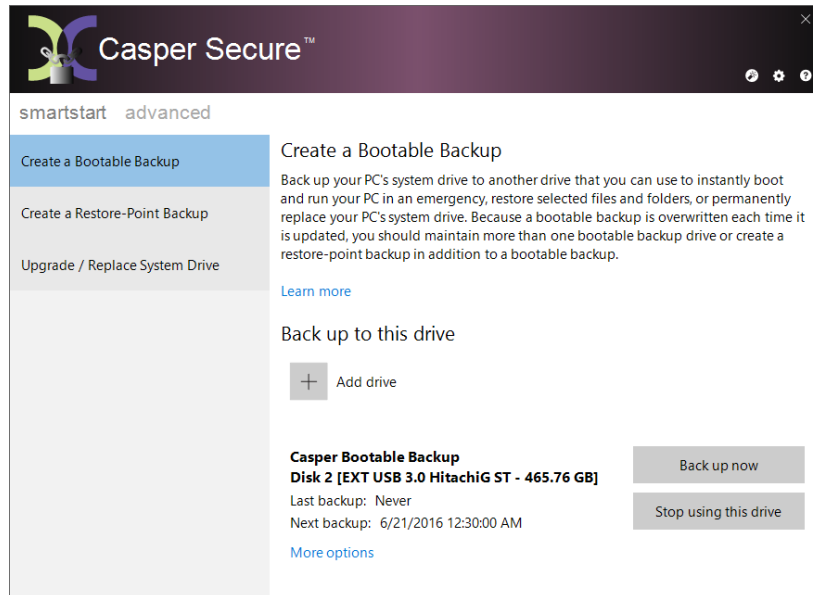 Casper Secure™
smartstart advanced
Create a Bootable Backup
Create a Restore-Point Backup
Upgrade / Replace System Drive
Create a Bootable Backup
Back up your PC's system drive to another drive that you can use to instantly boot
and run your PC in an emergency, restore selected files and folders, or permanently
replace your PC's system drive. Because a bootable backup is overwritten each time it
is updated, you should maintain more than one bootable backup drive or create a
restore-point backup in addition to a bootable backup.
Learn more
Back up to this drive
Add drive
Casper Bootable Backup
Disk 2 [EXT USB 3.0 HitachiG ST - 465.76 GB]
Last backup: Never
Next backup: 6/21/2016 12:30:00 AM
More options
Back up now
Stop using this drive